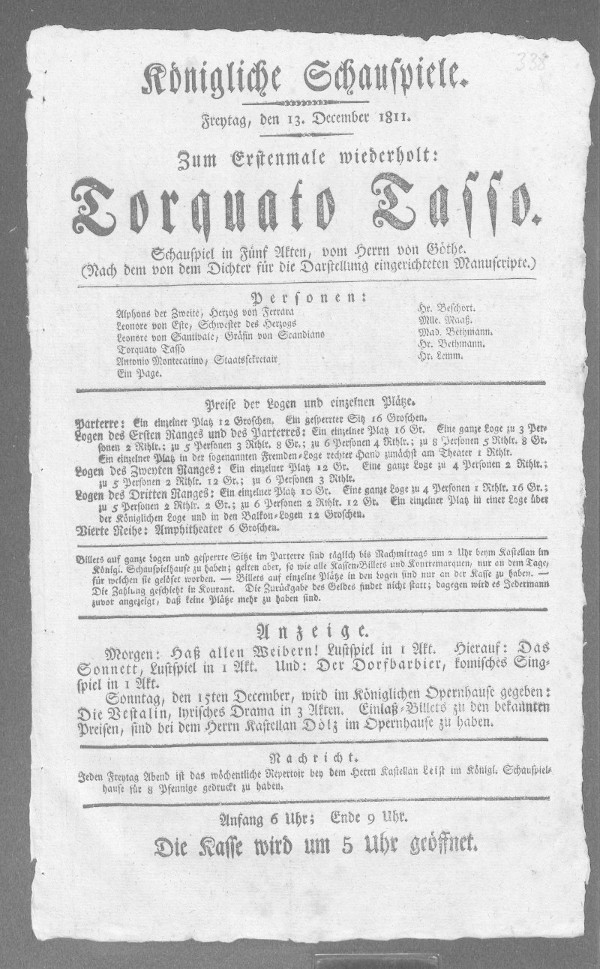 338
Königliche Schauspiele.
Freytag, den 13. December 1811.
Zum Erstenmale wiederholt:
Torquato Tasso.
Schauspiel in Fünf Akten, vom Herrn von Göthe.
(Nach dem von dem Dichter für die Darstellung eingerichteten Manuscripte.)
Personen:
Alphons der Zweite, Herzog von Ferrara Hr. Beschort.
Leonore von Este, Schwester des Herzogs Mlle. Maaß.
Leonore von Sanvitale, Gräfin von Scandiano Mad. Bethmann.
Torquato Tasso Hr. Bethmann.
Antonio Montecatino, Staatssekretair Hr. Lemm.
Ein Page.
Preise der Logen und einzelnen Plätze.
Parterre: Ein einzelner Platz 12 Groschen. Ein gesperrter Sitz 16 Groschen.
Logen des Ersten Ranges und des Parterres: Ein einzelner Platz 16 Gr. Eine ganze Loge zu 3 Per-
sonen 2 Rthlr.; zu 5 Personen 3 Rthlr. 8 Gr.; zu 6 Personen 4 Rthlr.; zu 8 Personen 5 Rthlr. 8 Gr.
Ein einzelner Platz in der sogenannten Fremden-Loge rechter Hand zunächst am Theater 1 Rthlr.
Logen des Zweyten Ranges: Ein einzelner Platz 12 Gr. Eine ganze Loge zu 4 Personen 2 Rthlr.;
zu 5 Personen 2 Rthlr. 12 Gr.; zu 6 Personen 3 Rthlr.
Logen des Dritten Ranges: Ein einzelner Platz 10 Gr. Eine ganze Loge zu 4 Personen 1 Rthlr. 16 Gr.;
zu 5 Personen 2 Rthlr. 2 Gr.; zu 6 Personen 2 Rthlr. 12 Gr. Ein einzelner Platz in einer Loge über
der Königlichen Loge und in den Balkon-Logen 12 Groschen.
Vierte Reihe: Amphitheater 6 Groschen.
Billets auf ganze Logen und gesperrte Sitze im Parterre sind täglich bis Nachmittags um 2 Uhr beym Kastellan im
Königl. Schauspielhause zu haben; gelten aber, so wie alle Kassen-Billets und Kontremarquen, nur an dem Tage,
für welchen sie gelöset worden. — Billets auf einzelne Plätze in den Logen sind nur an der Kasse zu haben. —
Die Zahlung geschieht in Kourant. Die Zurückgabe des Geldes findet nicht statt; dagegen wird es Jedermann
zuvor angezeigt, daß keine Plätze mehr zu haben sind.
Anzeige.
Morgen: Haß allen Weibern! Lustspiel in 1 Akt. Hierauf: Das
Sonnett, Lustspiel in 1 Akt. Und: Der Dorfbarbier, komisches Sing-
spiel in 1 Akt.
Sonntag, den 15ten December, wird im Königlichen Opernhause gegeben:
Die Vestalin, lyrisches Drama in 3 Akten. Einlaß-Billets zu den bekannten
Preisen, sind bei dem Herrn Kastellan Dölz im Opernhause zu haben.
Nachricht.
Jeden Freytag Abend ist das wöchentliche Repertoir bey dem Herrn Kastellan Leist im Königl. Schauspiel-
hause für 8 Pfennige gedruckt zu haben.
Anfang 6 Uhr; Ende 9 Uhr.
Die Kasse wird um 5 Uhr geöffnet.